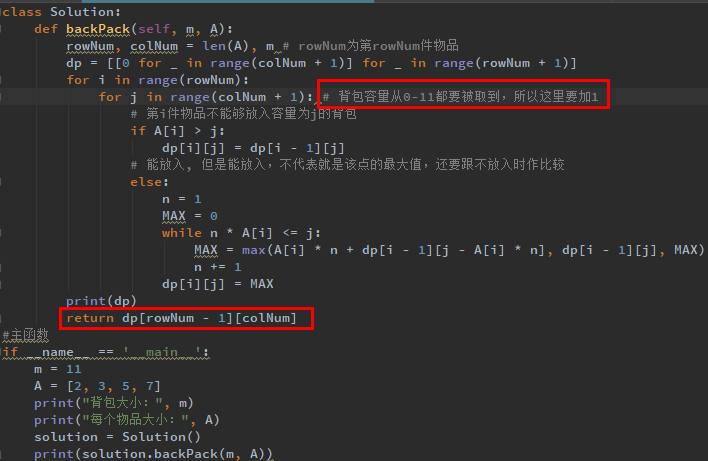 class Solution:
    def backPack(self, m, A):
        rowNum, colNum = len(A), m # rowNum为第rowNum件物品
        dp = [[0 for _ in range(colNum + 1)] for _ in range(rowNum + 1)]
        for i in range(rowNum):
            for j in range(colNum + 1): # 背包容量从0-11都要被取到，所以这里要加1
                # 第i件物品不能够放入容量为j的背包
                if A[i] > j:
                    dp[i][j] = dp[i - 1][j]
                # 能放入, 但是能放入，不代表就是该点的最大值，还要跟不放入时作比较
                else:
                    n = 1
                    MAX = 0
                    while n * A[i] <= j:
                        MAX = max(A[i] * n + dp[i - 1][j - A[i] * n], dp[i - 1][j], MAX)
                        n += 1
                    dp[i][j] = MAX
        print(dp)
        return dp[rowNum - 1][colNum]
#主函数
if __name__ == '__main__':
    m = 11
    A = [2, 3, 5, 7]
    print("背包大小：", m)
    print("每个物品大小：", A)
    solution = Solution()
    print(solution.backPack(m, A))